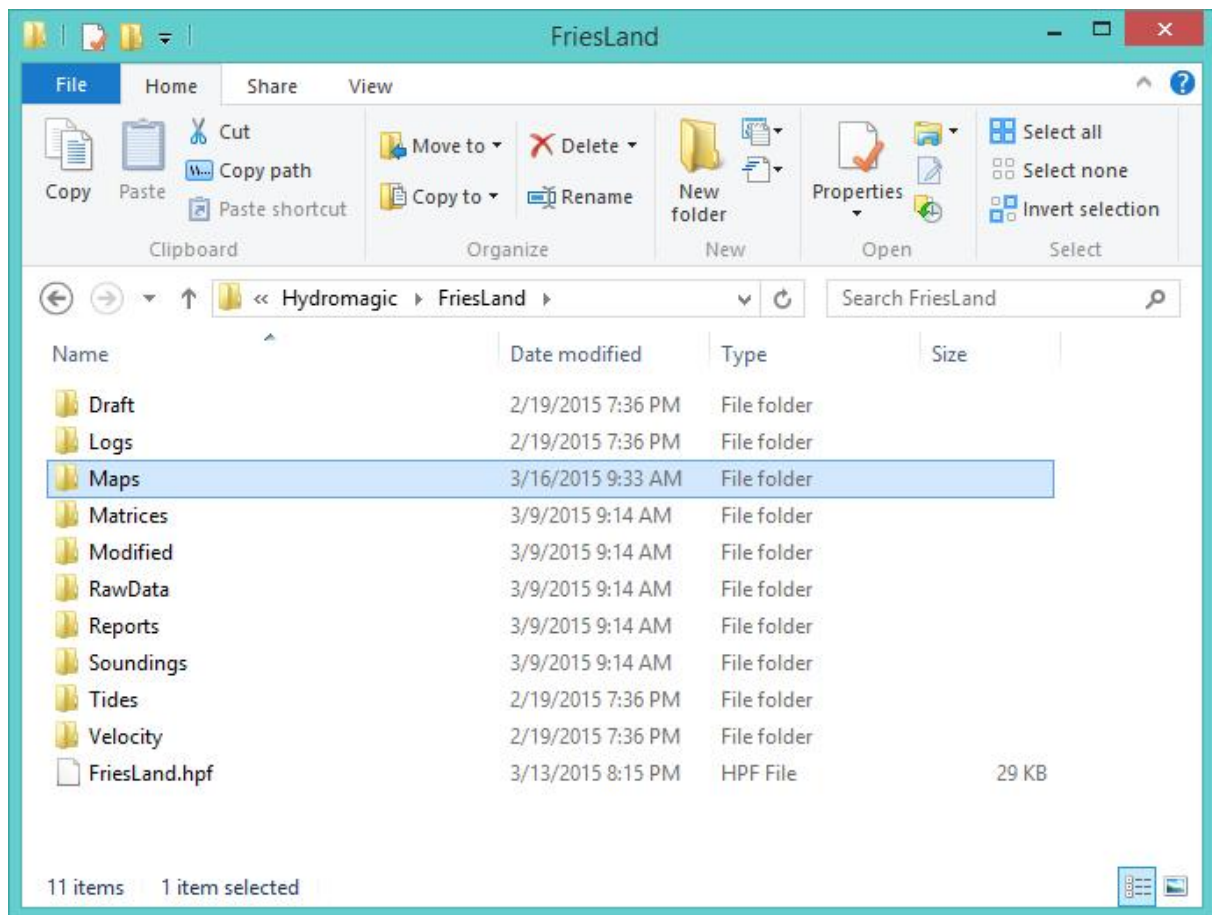 FriesLand
File Home Share View
Copy
Paste
Cut
Copy path
Paste shortcut
Clipboard
Move to
Copy to
Delete
Rename
Organize
New folder
New
Properties
Open
Select all
Select none
Invert selection
Select
« Hydromagic FriesLand Search FriesLand
Name Date modified Type Size
Draft 2/19/2015 7:36 PM File folder
Logs 2/19/2015 7:36 PM File folder
Maps 3/16/2015 9:33 AM File folder
Matrices 3/9/2015 9:14 AM File folder
Modified 3/9/2015 9:14 AM File folder
RawData 3/9/2015 9:14 AM File folder
Reports 3/9/2015 9:14 AM File folder
Soundings 3/9/2015 9:14 AM File folder
Tides 2/19/2015 7:36 PM File folder
Velocity 2/19/2015 7:36 PM File folder
FriesLand.hpf 3/13/2015 8:15 PM HPF File 29 KB
11 items 1 item selected